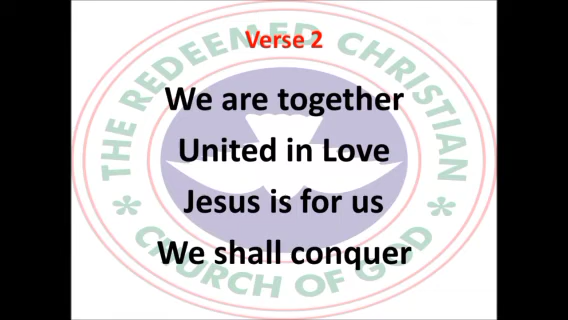 Verse 2
We are together
United in Love
Jesus is for us
We shall conquer
THE REDEEMED CHRISTIAN
* CHURCH OF GOD *